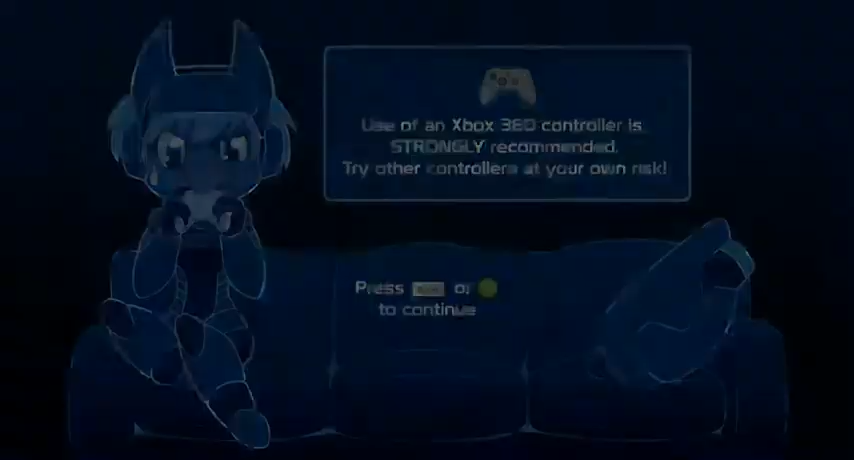 Use of an Xbox 360 controller is
STRONGLY recommended.
Try other controllers at your own risk!
Press or
to continue